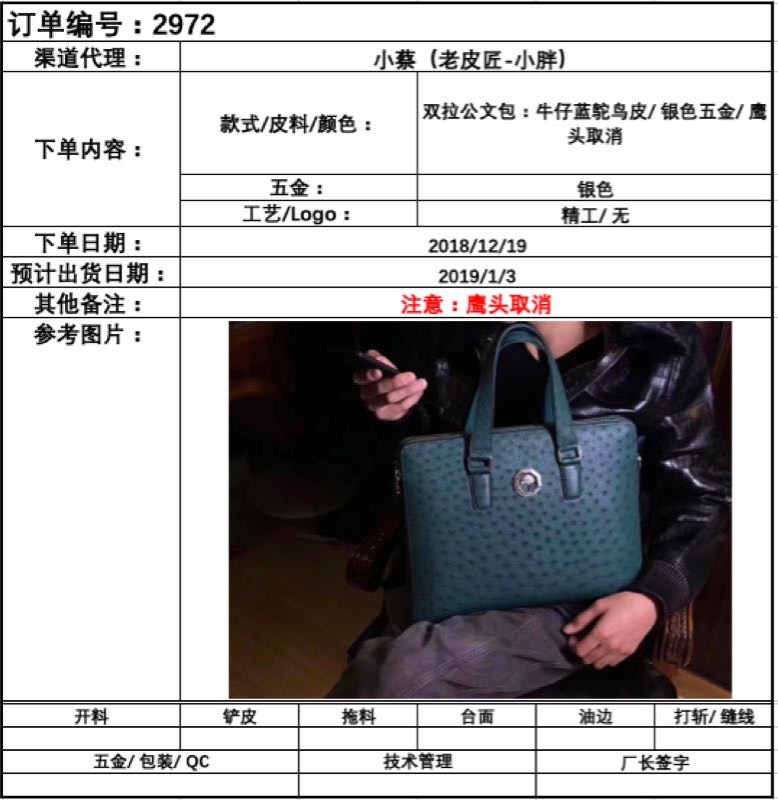 订单编号：2972
渠道代理：
小蔡（老皮匠-小胖）
下单内容：
款式/皮料/颜色：
双拉公文包：牛仔蓝鸵鸟皮/ 银色五金/ 鹰
头取消
五金：
银色
工艺/Logo：
精工/ 无
下单日期：
2018/12/19
预计出货日期：
2019/1/3
其他备注：
注意：鹰头取消
参考图片：
开料
铲皮
拖料
台面
油边
打斩/ 缝线
五金/ 包装/ QC
技术管理
厂长签字